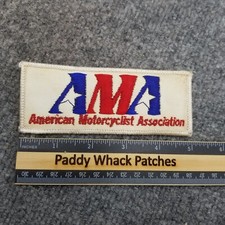 AMA
American Motorcyclist Association
Paddy Whack Patches